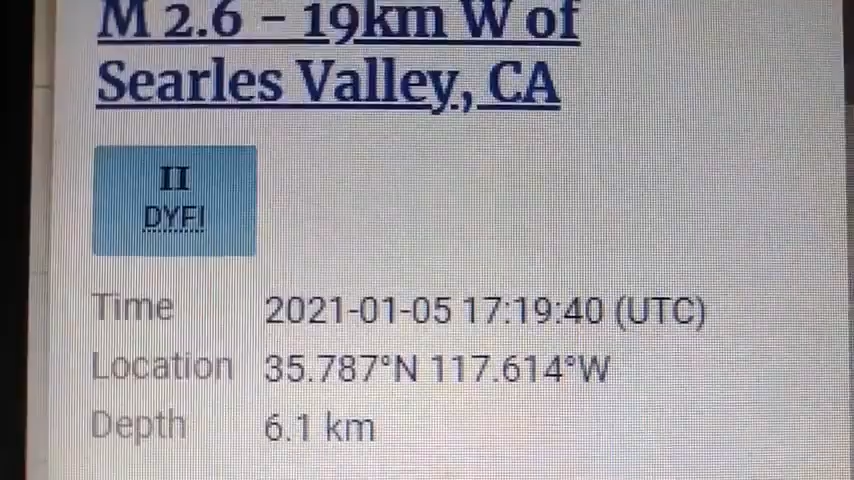 M 2.6 – 19km W of
Searles Valley, CA
II
DYFI
Time 2021-01-05 17:19:40 (UTC)
Location 35.787°N 117.614°W
Depth 6.1 km